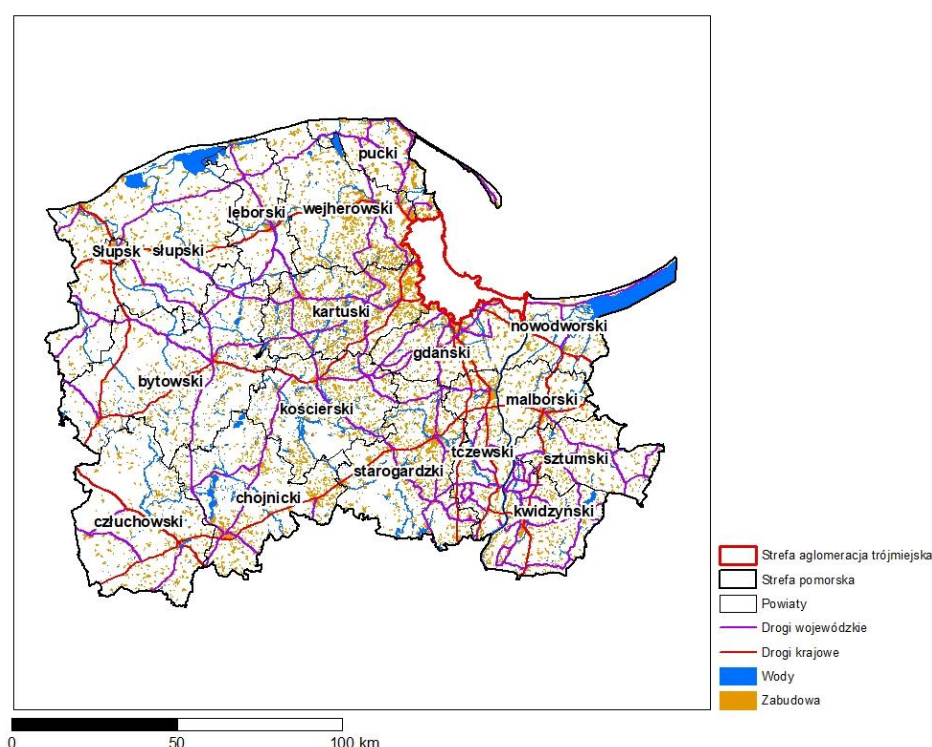 pucki
lęborski
wejherowski
Słupsk
słupski
kartuski
nowodworski
gdański
bytowski
malborski
kościerski
tczewski
sztumski
starogardzki
chojnicki
kwidzyński
człuchowski
Strefa aglomeracja trójmiejska
Strefa pomorska
Powiaty
Drogi wojewódzkie
Drogi krajowe
Wody
Zabudowa
0 50 100 km